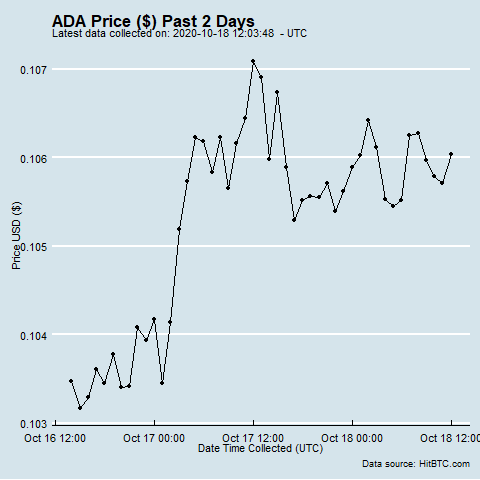 ADA Price ($) Past 2 Days
Latest data collected on: 2020-10-18 12:03:48 - UTC
0.107
0.106
0.105
0.104
0.103
Price USD ($)
Oct 16 12:00 Oct 17 00:00 Oct 17 12:00 Oct 18 00:00 Oct 18 12:00
Date Time Collected (UTC)
Data source: HitBTC.com